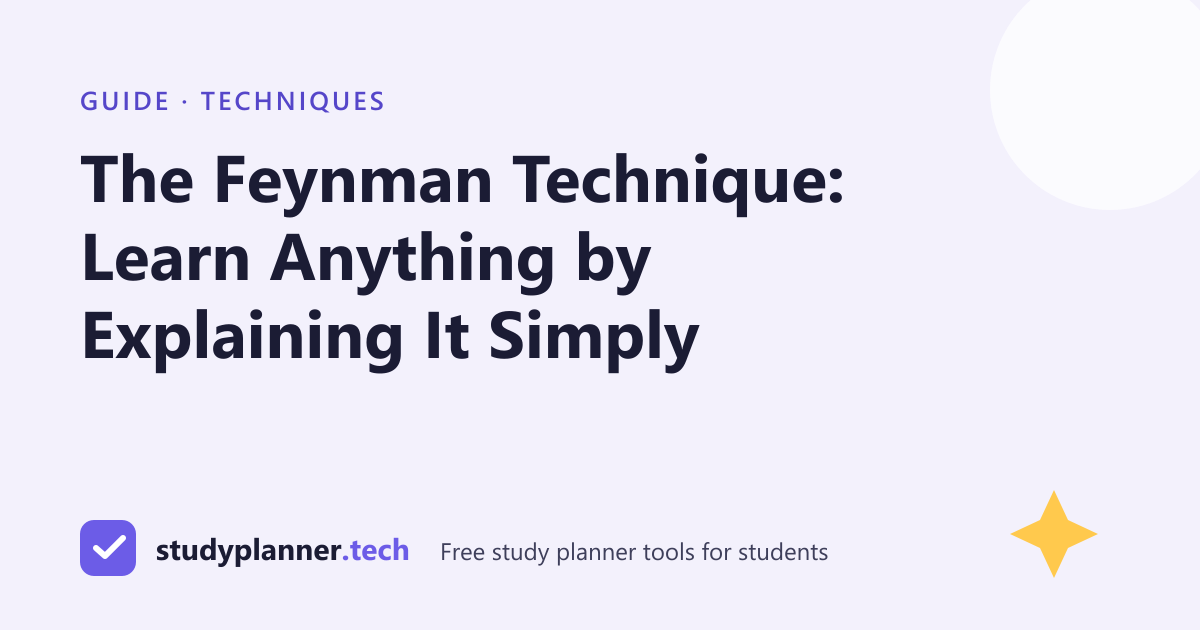 GUIDE · TECHNIQUES
The Feynman Technique:
Learn Anything by
Explaining It Simply
studyplanner.tech Free study planner tools for students